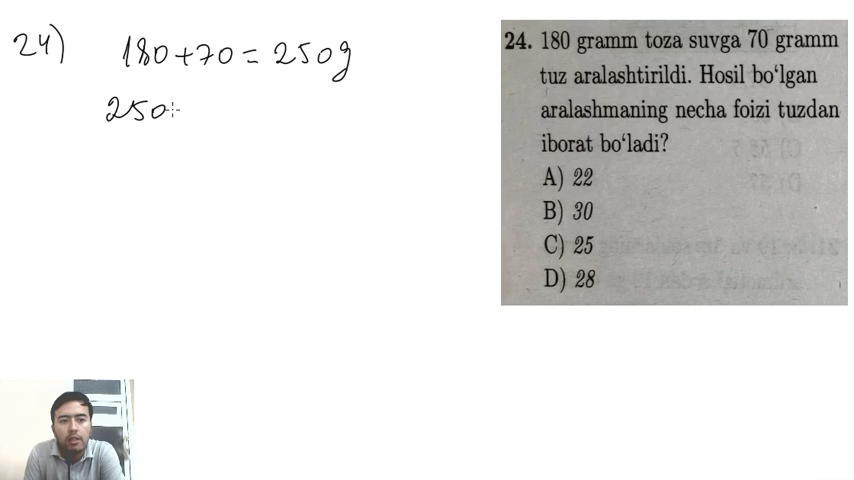 24) 180+70=250g
250
24. 180 gramm toza suvga 70 gramm
tuz aralashtirildi. Hosil bo‘lgan
aralashmaning necha foizi tuzdan
iborat bo‘ladi?
A) 22
B) 30
C) 25
D) 28